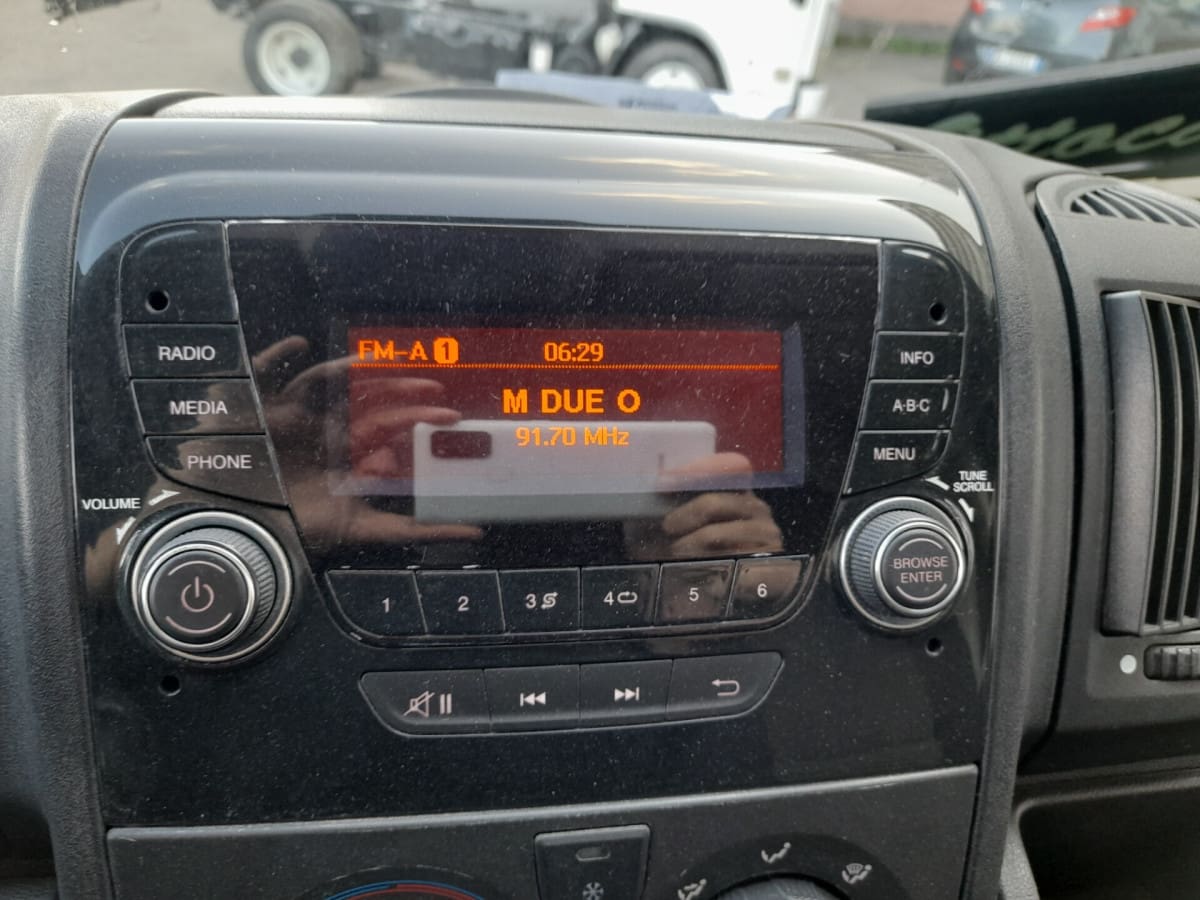 FM-A 1 06:29
M DUE O
91.70 MHz
RADIO
MEDIA
PHONE
VOLUME
INFO
A·B·C
MENU
TUNE
SCROLL
BROWSE
ENTER
1 2 3 4 5 6